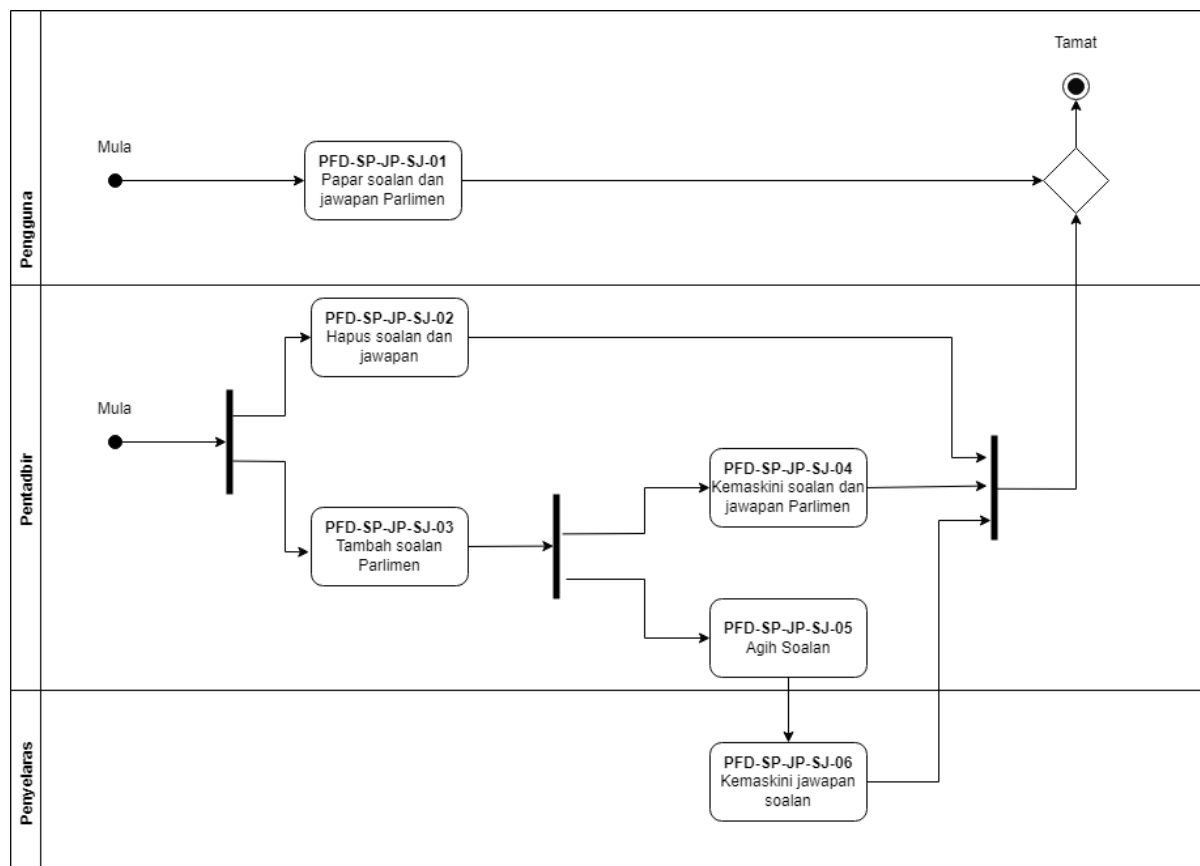 Tamat
Mula
PFD-SP-JP-SJ-01
Papar soalan dan
jawapan Parlimen
Pengguna
PFD-SP-JP-SJ-02
Hapus soalan dan
jawapan
Mula
PFD-SP-JP-SJ-04
Kemaskini soalan dan
jawapan Parlimen
Pentadbir
PFD-SP-JP-SJ-03
Tambah soalan
Parlimen
PFD-SP-JP-SJ-05
Agih Soalan
Penyelaras
PFD-SP-JP-SJ-06
Kemaskini jawapan
soalan